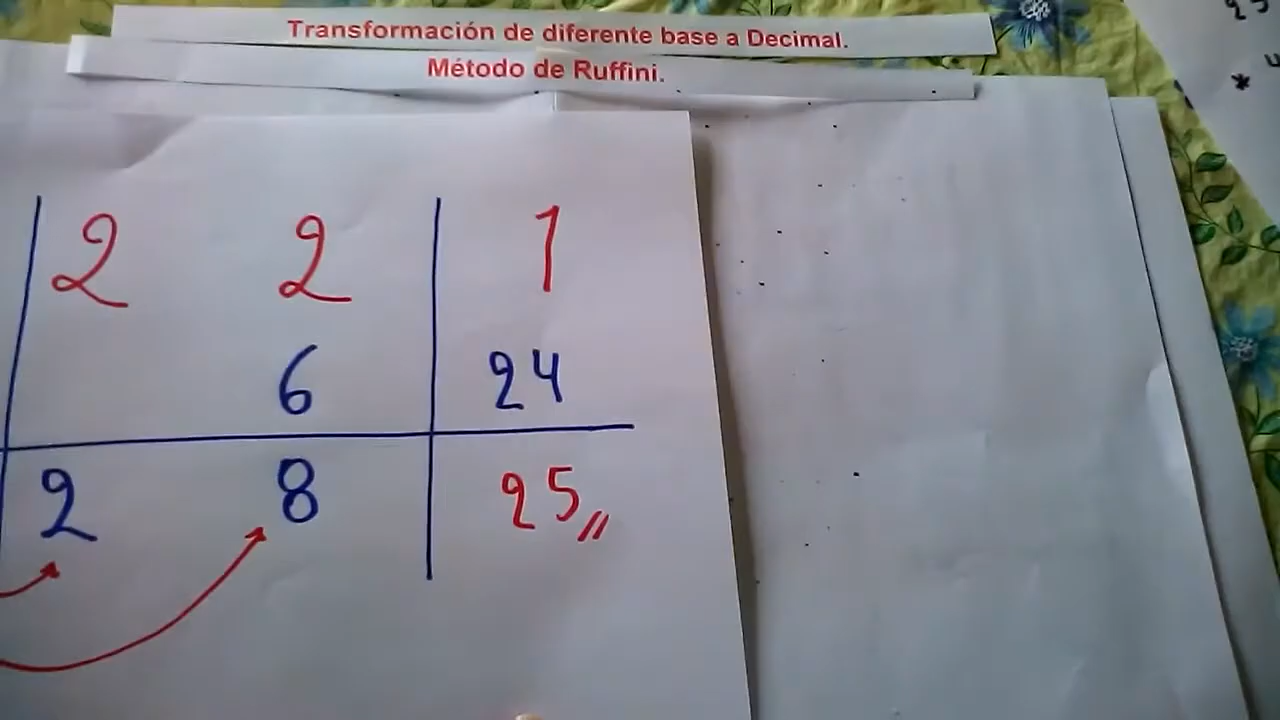 Transformación de diferente base a Decimal.
Método de Ruffini.
2 2 1
6 24
2 8 25